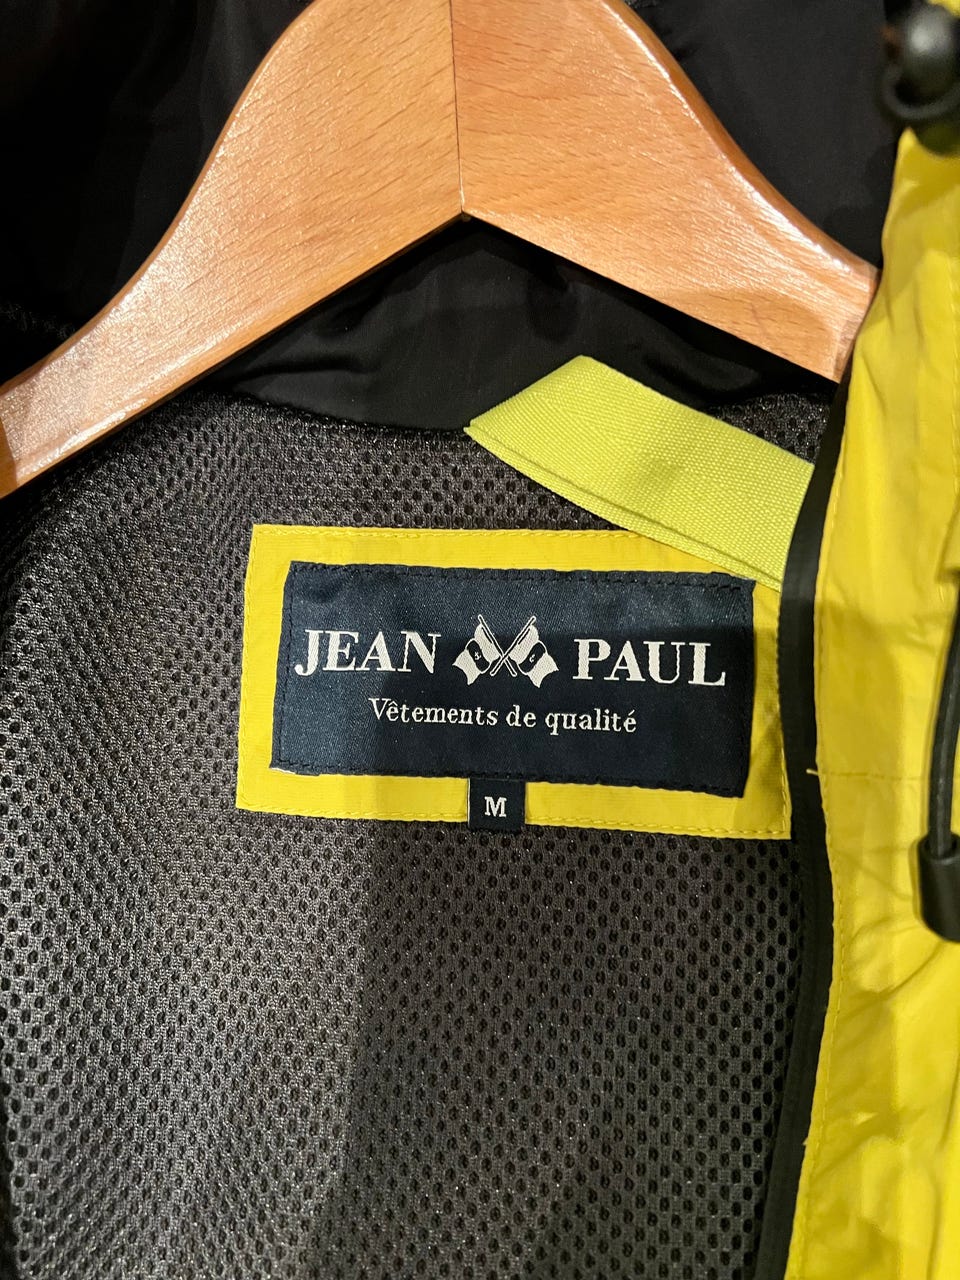 JEAN PAUL
Vêtements de qualité
M